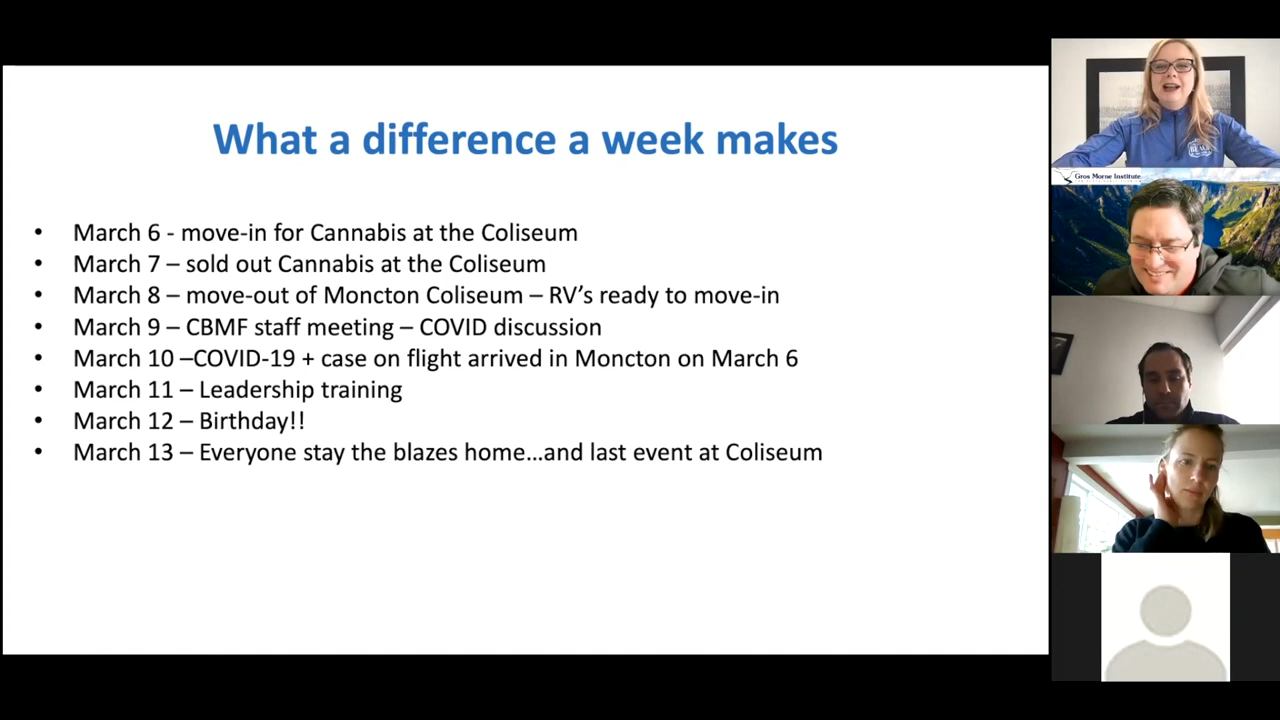 What a difference a week makes
• March 6 - move-in for Cannabis at the Coliseum
• March 7 – sold out Cannabis at the Coliseum
• March 8 – move-out of Moncton Coliseum – RV’s ready to move-in
• March 9 – CBMF staff meeting – COVID discussion
• March 10 –COVID-19 + case on flight arrived in Moncton on March 6
• March 11 – Leadership training
• March 12 – Birthday!!
• March 13 – Everyone stay the blazes home…and last event at Coliseum
Gros Morne Institute